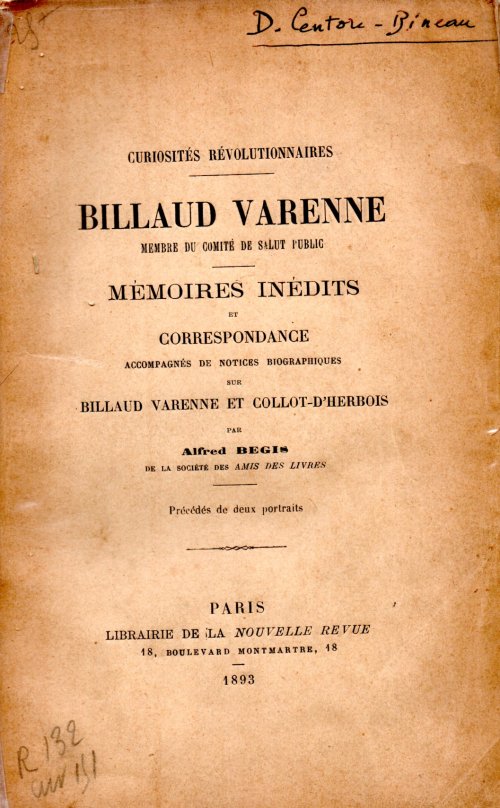 D. Centore-Bineau
CURIOSITÉS RÉVOLUTIONNAIRES
BILLAUD VARENNE
MEMBRE DU COMITÉ DE SALUT PUBLIC
MÉMOIRES INÉDITS
ET
CORRESPONDANCE
ACCOMPAGNÉS DE NOTICES BIOGRAPHIQUES
SUR
BILLAUD VARENNE ET COLLOT-D'HERBOIS
PAR
Alfred BEGIS
DE LA SOCIÉTÉ DES AMIS DES LIVRES
Précédés de deux portraits
PARIS
LIBRAIRIE DE LA NOUVELLE REVUE
18, BOULEVARD MONTMARTRE, 18
1893
R 132